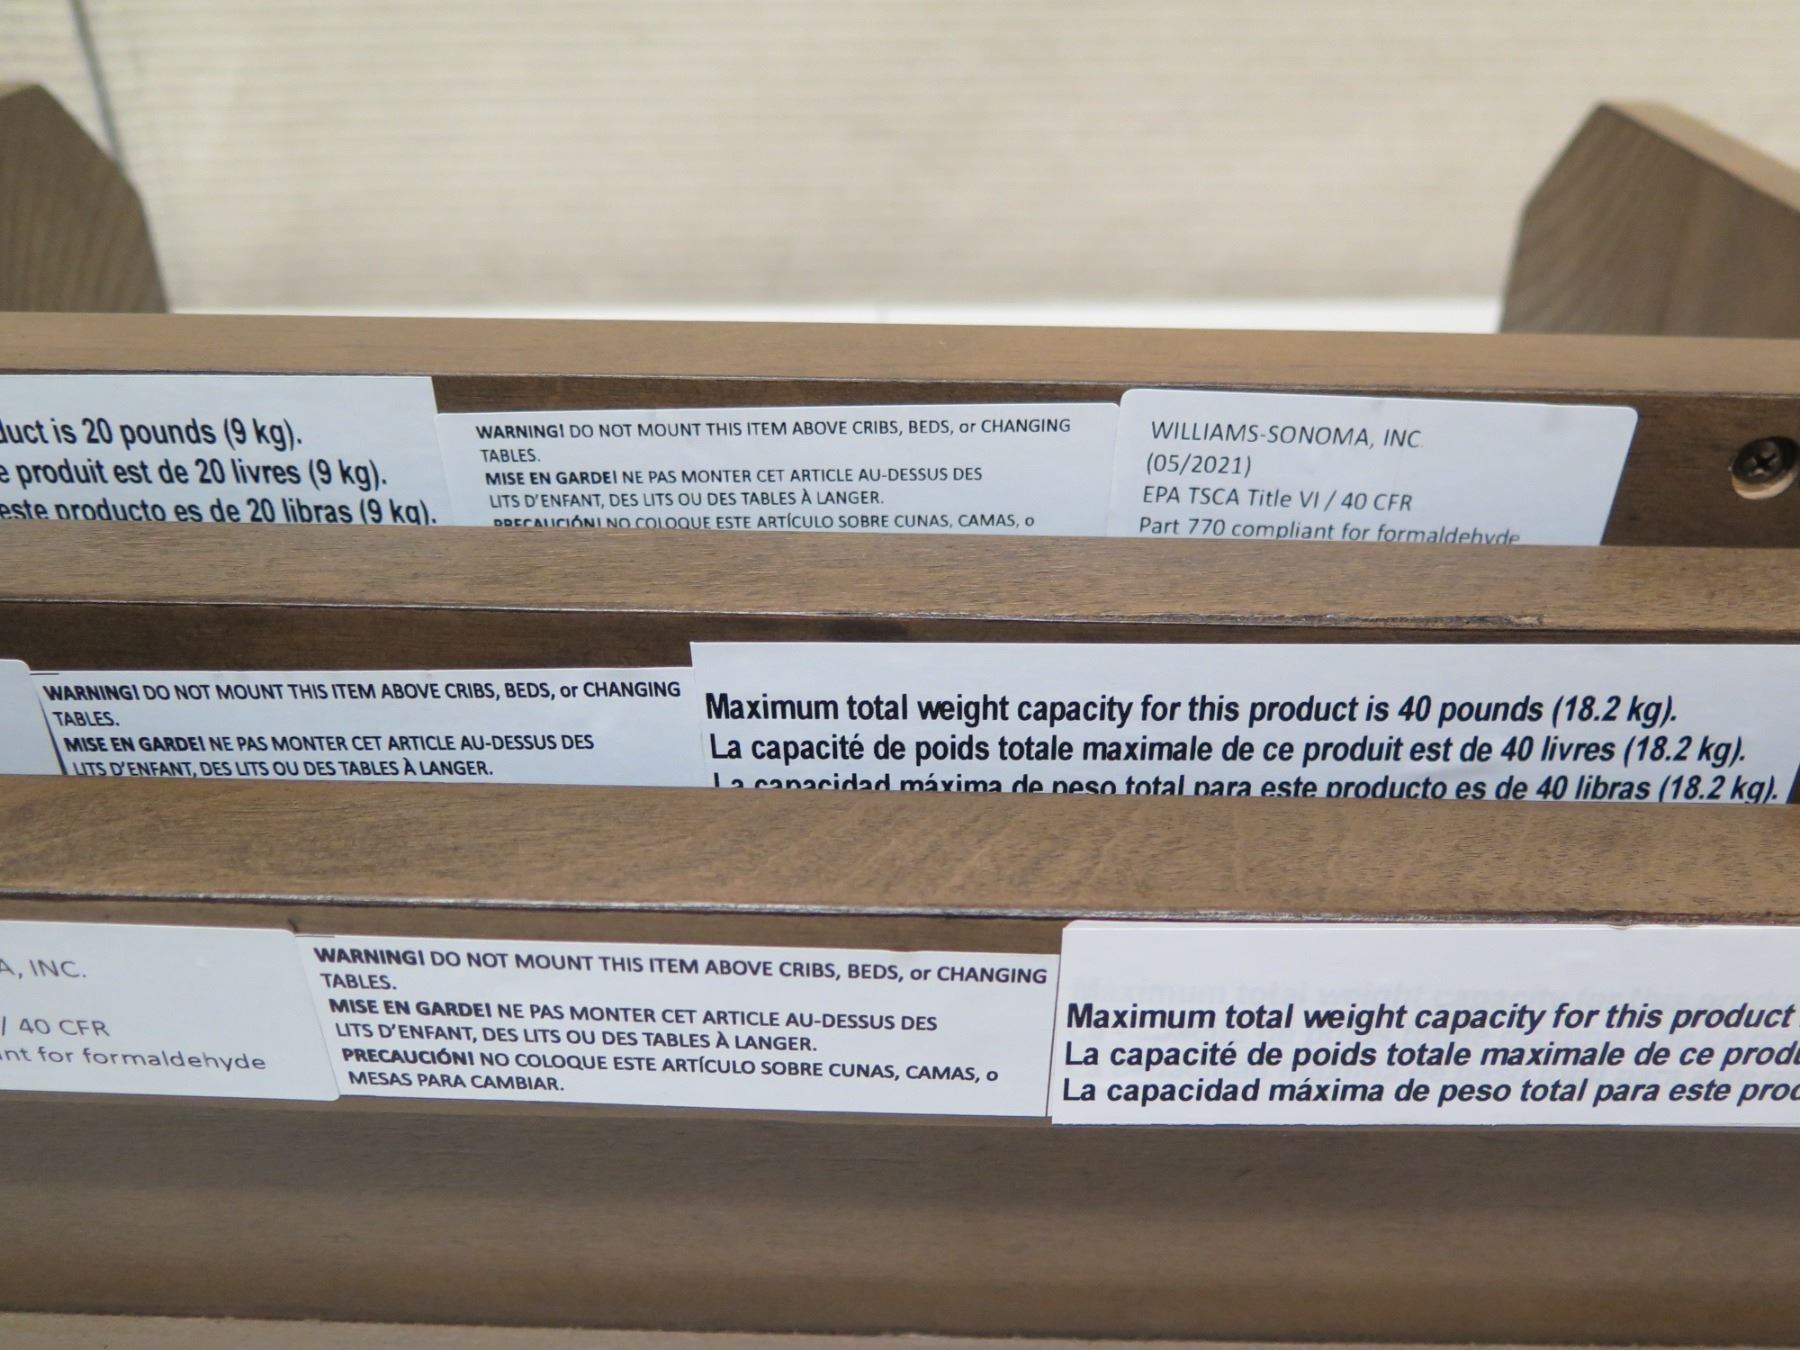 duct is 20 pounds (9 kg).
e produit est de 20 livres (9 kg).
este producto es de 20 libras (9 kg).
WARNING! DO NOT MOUNT THIS ITEM ABOVE CRIBS, BEDS, or CHANGING
TABLES.
MISE EN GARDE! NE PAS MONTER CET ARTICLE AU-DESSUS DES
LITS D'ENFANT, DES LITS OU DES TABLES À LANGER.
PRECAUCIÓN! NO COLOQUE ESTE ARTÍCULO SOBRE CUNAS, CAMAS, o
WILLIAMS-SONOMA, INC.
(05/2021)
EPA TSCA Title VI / 40 CFR
Part 770 compliant for formaldehyde
WARNING! DO NOT MOUNT THIS ITEM ABOVE CRIBS, BEDS, or CHANGING
TABLES.
MISE EN GARDE! NE PAS MONTER CET ARTICLE AU-DESSUS DES
LITS D'ENFANT, DES LITS OU DES TABLES À LANGER.
Maximum total weight capacity for this product is 40 pounds (18.2 kg).
La capacité de poids totale maximale de ce produit est de 40 livres (18.2 kg).
La capacidad máxima de peso total para este producto es de 40 libras (18.2 kg).
A, INC.
/ 40 CFR
nt for formaldehyde
WARNING! DO NOT MOUNT THIS ITEM ABOVE CRIBS, BEDS, or CHANGING
TABLES.
MISE EN GARDE! NE PAS MONTER CET ARTICLE AU-DESSUS DES
LITS D'ENFANT, DES LITS OU DES TABLES À LANGER.
PRECAUCIÓN! NO COLOQUE ESTE ARTÍCULO SOBRE CUNAS, CAMAS, o
MESAS PARA CAMBIAR.
Maximum total weight capacity for this product
La capacité de poids totale maximale de ce produ
La capacidad máxima de peso total para este prod